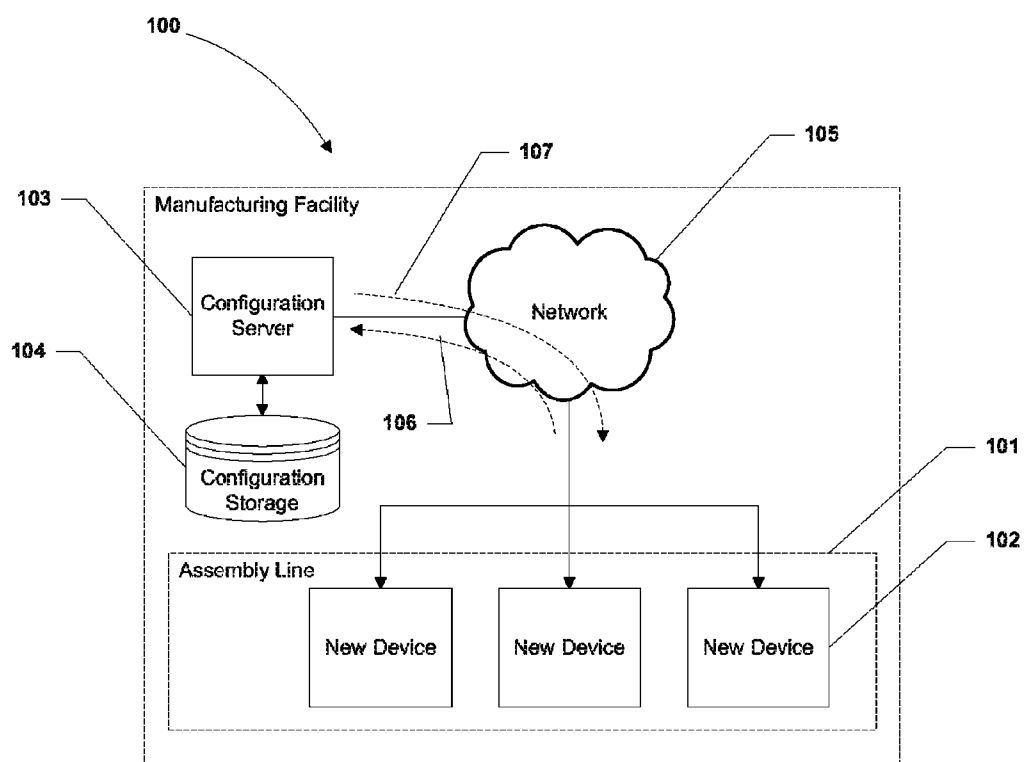 100
107
105
103
Manufacturing Facility
Configuration
Server
Network
104
106
Configuration
Storage
101
102
Assembly Line
New Device
New Device
New Device